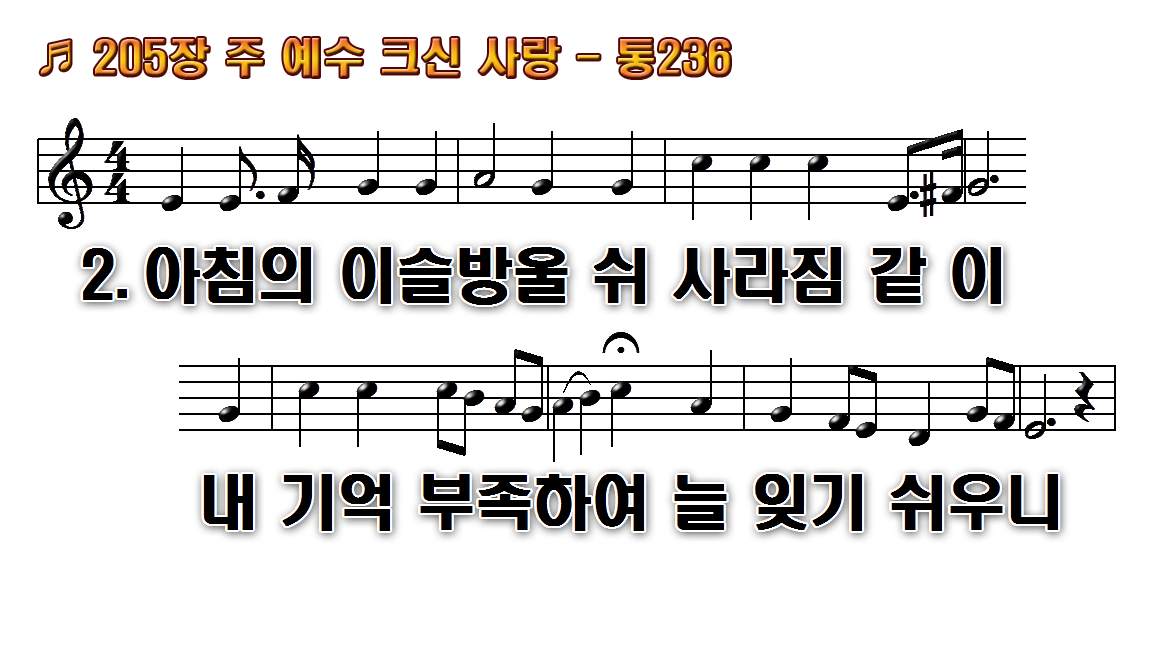 ♬ 205장 주 예수 크신 사랑 - 통236
2. 아침의 이슬방울 쉬 사라짐 같 이
내 기억 부족하여 늘 잊기 쉬우니